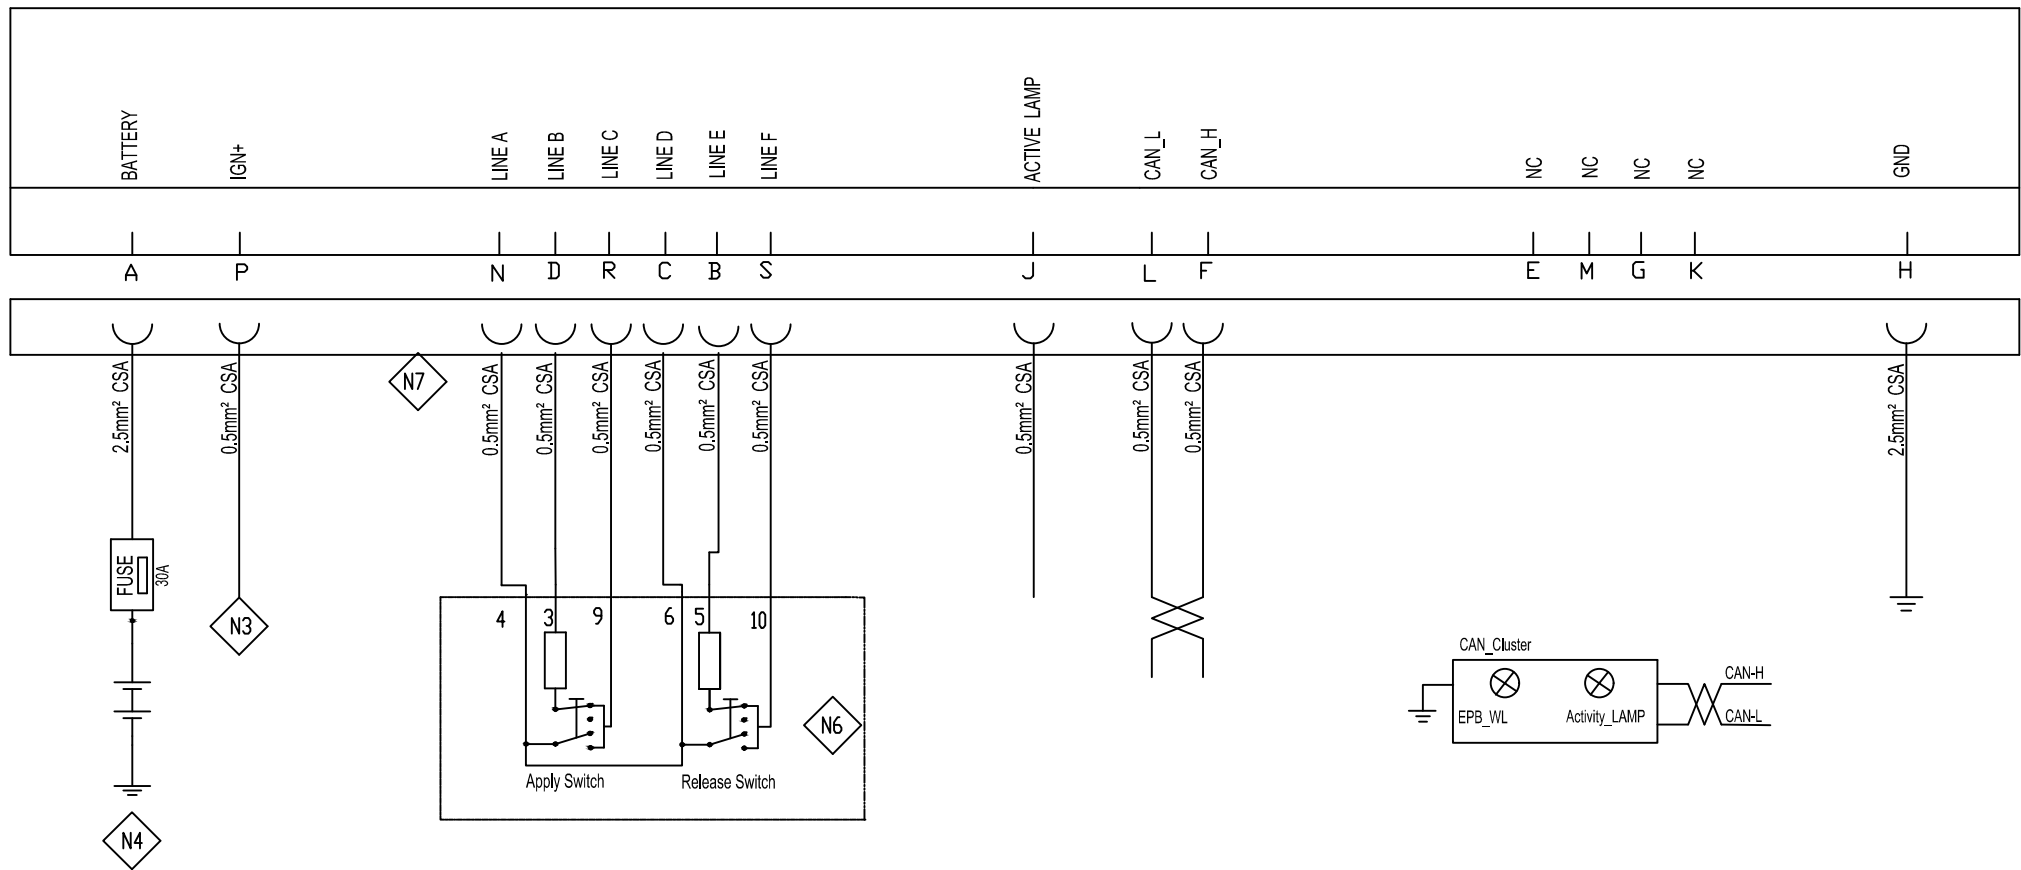 BATTERY
IGN+
LINE A
LINE B
LINE C
LINE D
LINE E
LINE F
ACTIVE LAMP
CAN_L
CAN_H
NC
NC
NC
NC
GND
A
P
N
D
R
C
B
S
J
L
F
E
M
G
K
H
2.5mm² CSA
0.5mm² CSA
N7
0.5mm² CSA
0.5mm² CSA
0.5mm² CSA
0.5mm² CSA
0.5mm² CSA
0.5mm² CSA
0.5mm² CSA
0.5mm² CSA
0.5mm² CSA
2.5mm² CSA
FUSE
30A
N3
4
3
9
6
5
10
N6
Apply Switch
Release Switch
N4
CAN_Cluster
EPB_WL
Activity_LAMP
CAN-H
CAN-L